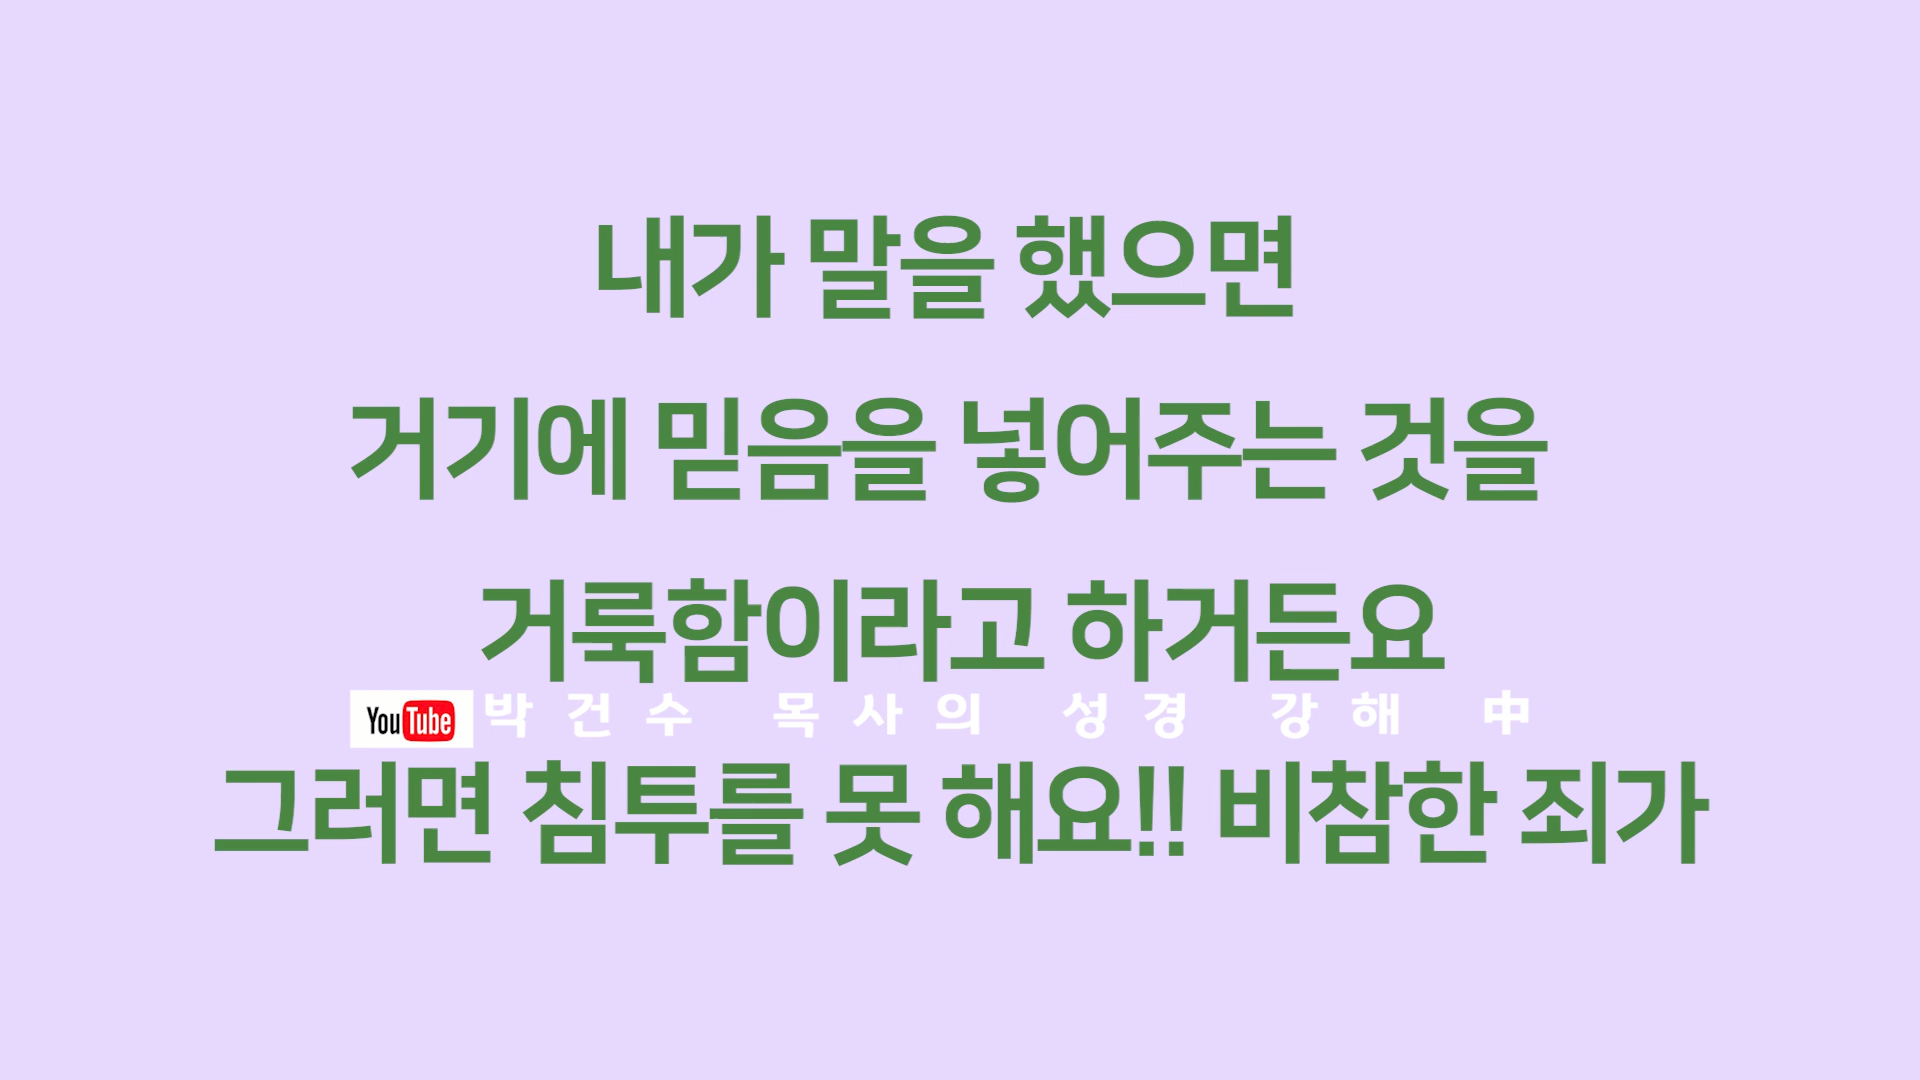 내가 말을 했으면
거기에 믿음을 넣어주는 것을
거룩함이라고 하거든요
YouTube 박건수 목사의 성경 강해 中
그러면 침투를 못 해요!! 비참한 죄가